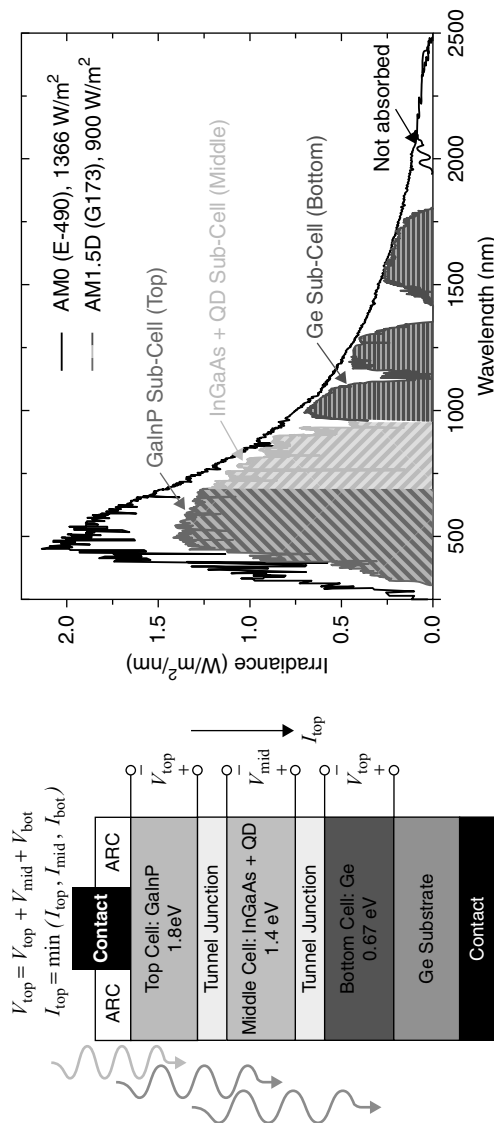 V_top = V_top + V_mid + V_bot
I_top = min (I_top , I_mid , I_bot)
ARC
Contact
ARC
Top Cell: GaInP
1.8eV
Tunnel Junction
Middle Cell: InGaAs + QD
1.4 eV
Tunnel Junction
Bottom Cell: Ge
0.67 eV
Ge Substrate
Contact
− V_top +
− V_mid +
− V_top +
I_top
AM0 (E-490), 1366 W/m²
AM1.5D (G173), 900 W/m²
GaInP Sub-Cell (Top)
InGaAs + QD Sub-Cell (Middle)
Ge Sub-Cell (Bottom)
Not absorbed
Irradiance (W/m²/nm)
2.0
1.5
1.0
0.5
0.0
500
1000
1500
2000
2500
Wavelength (nm)